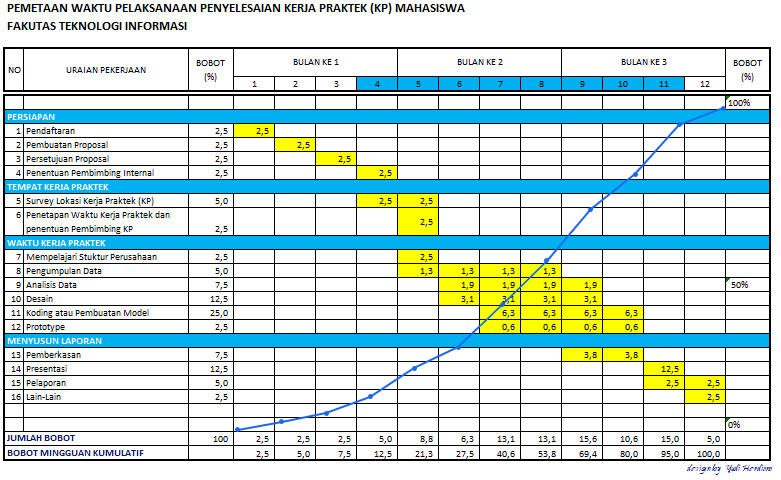 PEMETAAN WAKTU PELAKSANAAN PENYELESAIAN KERJA PRAKTEK (KP) MAHASISWA
FAKUTAS TEKNOLOGI INFORMASI
NO URAIAN PEKERJAAN BOBOT (%) BULAN KE 1 BULAN KE 2 BULAN KE 3 BOBOT (%)
1 2 3 4 5 6 7 8 9 10 11 12
100%
PERSIAPAN
1 Pendaftaran 2,5 2,5
2 Pembuatan Proposal 2,5 2,5
3 Persetujuan Proposal 2,5 2,5
4 Penentuan Pembimbing Internal 2,5 2,5
TEMPAT KERJA PRAKTEK
5 Survey Lokasi Kerja Praktek (KP) 5,0 2,5 2,5
6 Penetapan Waktu Kerja Praktek dan
penentuan Pembimbing KP 2,5 2,5
WAKTU KERJA PRAKTEK
7 Mempelajari Stuktur Perusahaan 2,5 2,5
8 Pengumpulan Data 5,0 1,3 1,3 1,3 1,3
9 Analisis Data 7,5 1,9 1,9 1,9 1,9 50%
10 Desain 12,5 3,1 3,1 3,1 3,1
11 Koding atau Pembuatan Model 25,0 6,3 6,3 6,3 6,3
12 Prototype 2,5 0,6 0,6 0,6 0,6
MENYUSUN LAPORAN
13 Pemberkasan 7,5 3,8 3,8
14 Presentasi 12,5 12,5
15 Pelaporan 5,0 2,5 2,5
16 Lain-Lain 2,5 2,5
0%
JUMLAH BOBOT 100 2,5 2,5 2,5 5,0 8,8 6,3 13,1 13,1 15,6 10,6 15,0 5,0
BOBOT MINGGUAN KUMULATIF 2,5 5,0 7,5 12,5 21,3 27,5 40,6 53,8 69,4 80,0 95,0 100,0
design by Yudi